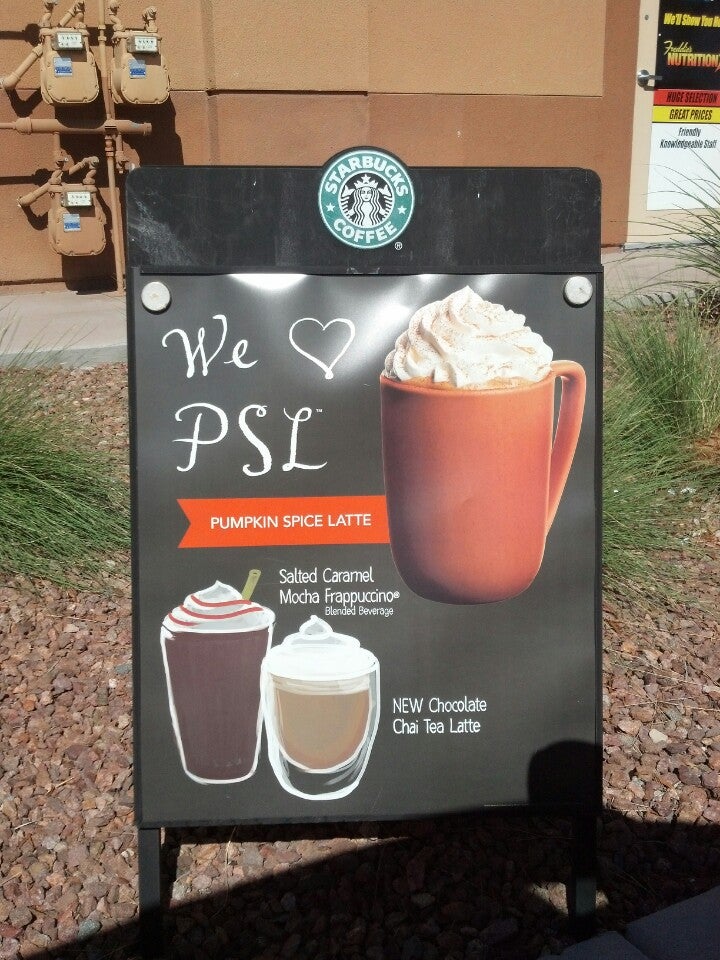 We'll Show You
Freddie's
NUTRITION
HUGE SELECTION
GREAT PRICES
Friendly
Knowledgeable Staff
STARBUCKS
COFFEE
®
We ♡
PSL™
PUMPKIN SPICE LATTE
Salted Caramel
Mocha Frappuccino®
Blended Beverage
NEW Chocolate
Chai Tea Latte